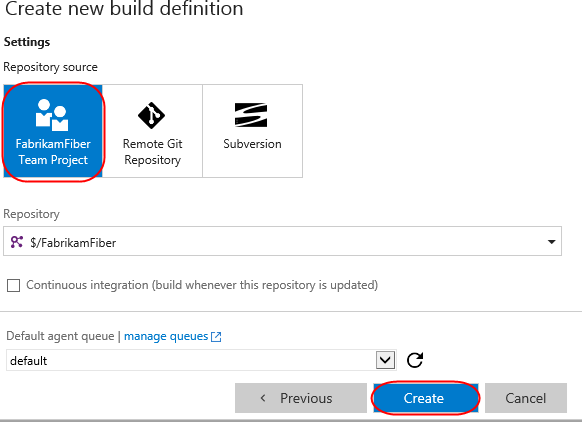 Create new build definition
Settings
Repository source
FabrikamFiber
Team Project
Remote Git
Repository
Subversion
Repository
$/FabrikamFiber
Continuous integration (build whenever this repository is updated)
Default agent queue | manage queues
default
< Previous
Create
Cancel